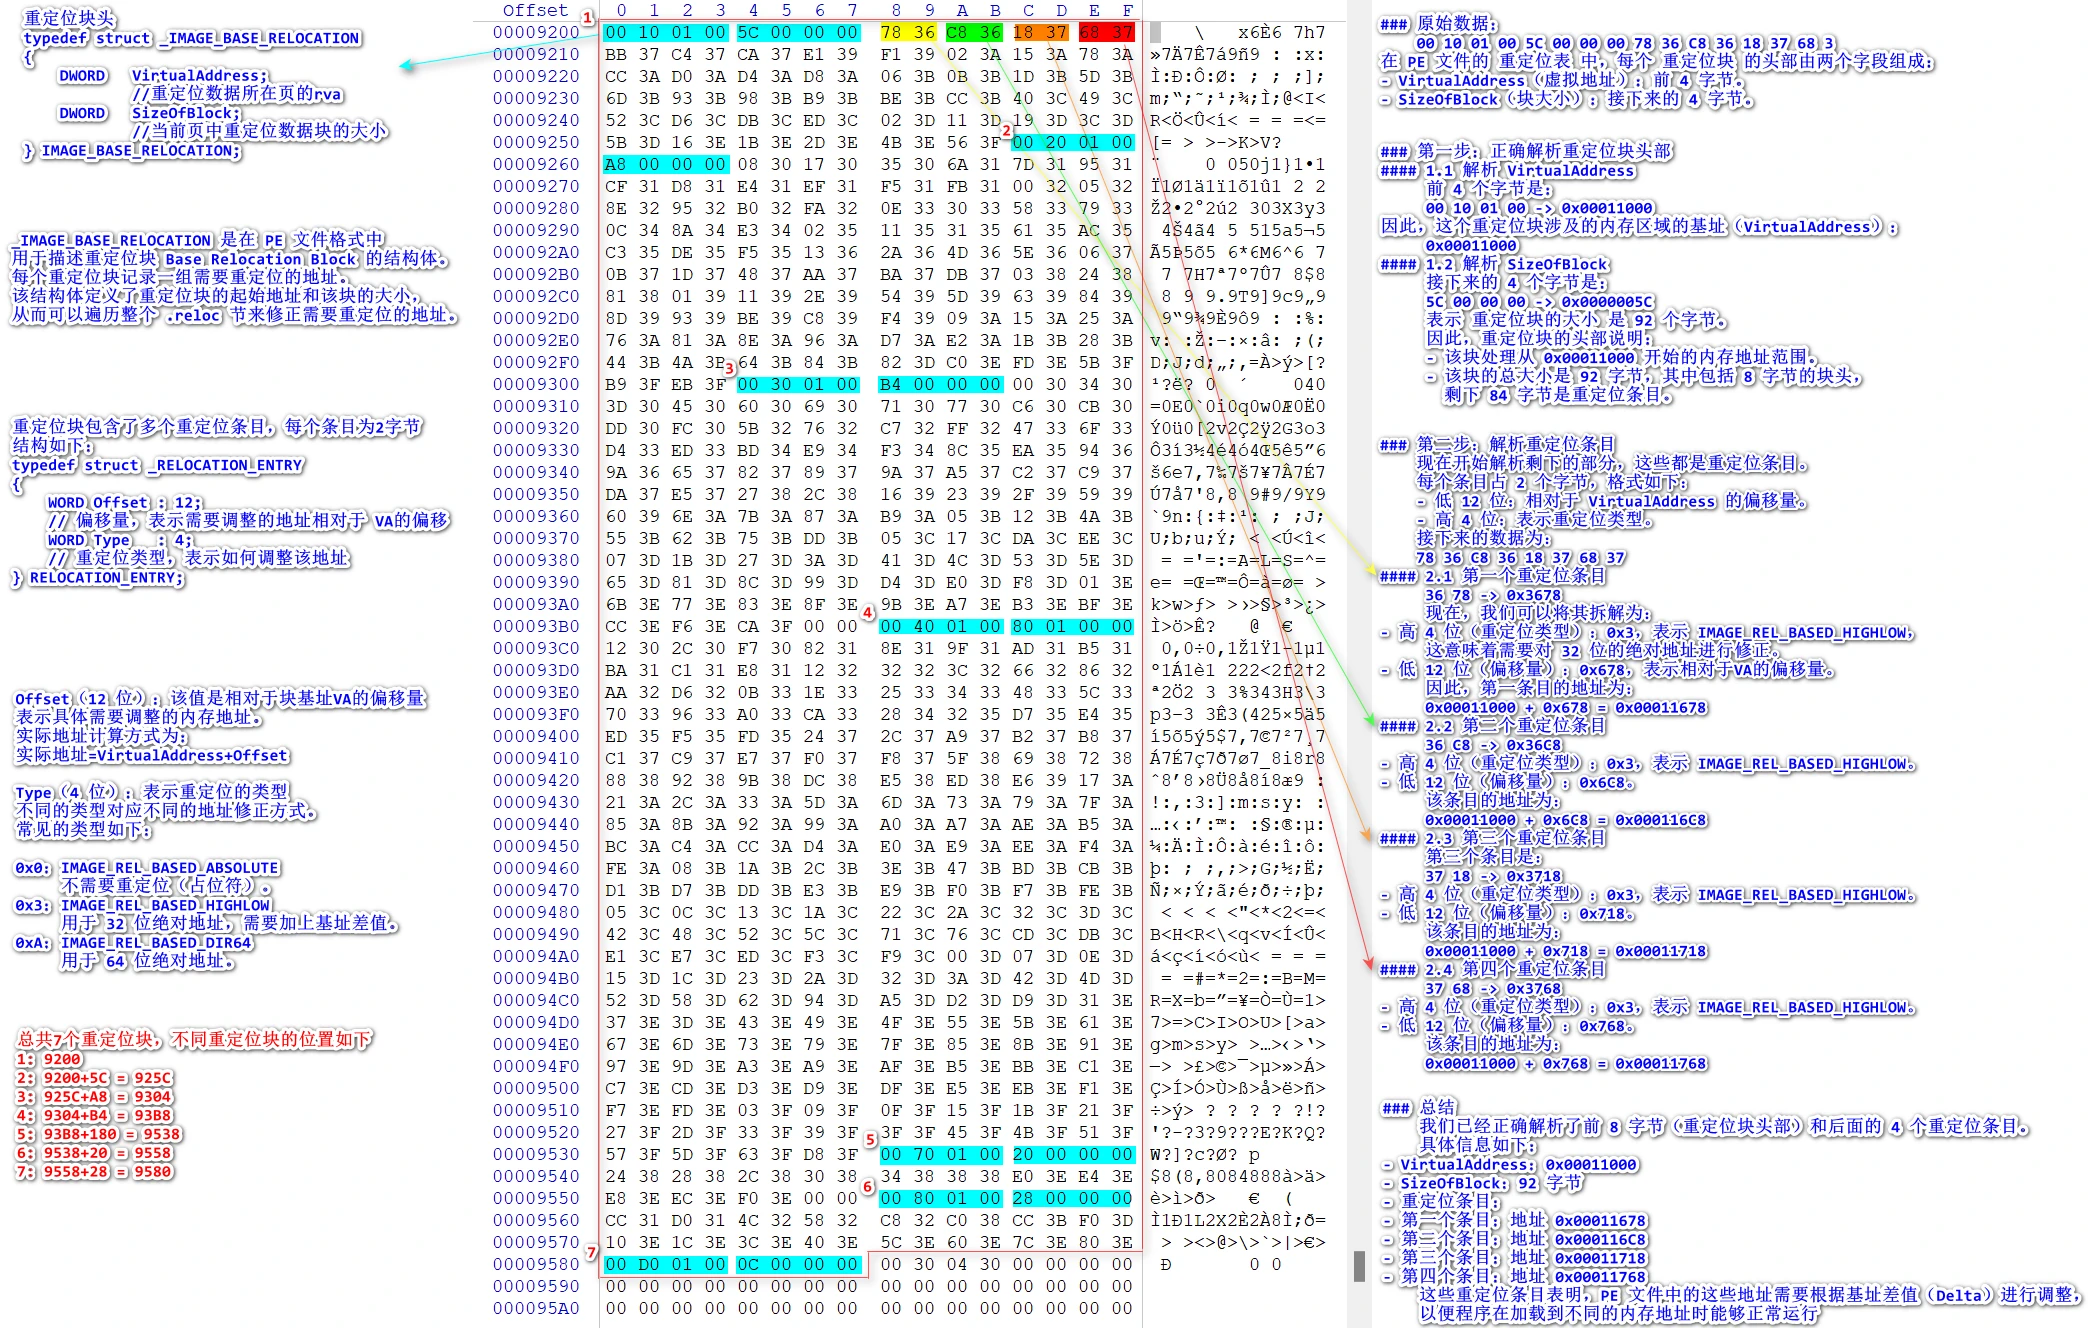 重定位块头
typedef struct _IMAGE_BASE_RELOCATION
{
DWORD VirtualAddress;
//重定位数据所在页的rva
DWORD SizeOfBlock;
//当前页中重定位数据块的大小
} IMAGE_BASE_RELOCATION;
_IMAGE_BASE_RELOCATION 是在 PE 文件格式中
用于描述重定位块 Base Relocation Block 的结构体。
每个重定位块记录一组需要重定位的地址。
该结构体定义了重定位块的起始地址和该块的大小,
从而可以遍历整个 .reloc 节来修正需要重定位的地址。
重定位块包含了多个重定位条目，每个条目为2字节
结构如下:
typedef struct _RELOCATION_ENTRY
{
WORD Offset : 12;
// 偏移量，表示需要调整的地址相对于 VA的偏移
WORD Type : 4;
// 重定位类型，表示如何调整该地址
} RELOCATION_ENTRY;
Offset（12 位）：该值是相对于块基址VA的偏移量
表示具体需要调整的内存地址。
实际地址计算方式为:
实际地址=VirtualAddress+Offset
Type（4 位）：表示重定位的类型
不同的类型对应不同的地址修正方式。
常见的类型如下:
0x0: IMAGE_REL_BASED_ABSOLUTE
不需要重定位（占位符）。
0x3: IMAGE_REL_BASED_HIGHLOW
用于 32 位绝对地址，需要加上基址差值。
0xA: IMAGE_REL_BASED_DIR64
用于 64 位绝对地址。
总共7个重定位块，不同重定位块的位置如下
1: 9200
2: 9200+5C = 925C
3: 925C+A8 = 9304
4: 9304+B4 = 93B8
5: 93B8+180 = 9538
6: 9538+20 = 9558
7: 9558+28 = 9580
Offset 0 1 2 3 4 5 6 7 8 9 A B C D E F
1
00009200 00 10 01 00 5C 00 00 00 78 36 C8 36 18 37 68 37 \ x6È6 7h7
00009210 BB 37 C4 37 CA 37 E1 39 F1 39 02 3A 15 3A 78 3A »7Ä7Ê7á9ñ9 : :x:
00009220 CC 3A D0 3A D4 3A D8 3A 06 3B 0B 3B 1D 3B 5D 3B Ì:Ð:Ô:Ø: ; ; ;];
00009230 6D 3B 93 3B 98 3B B9 3B BE 3B CC 3B 40 3C 49 3C m;“;˜;¹;¾;Ì;@<I<
00009240 52 3C D6 3C DB 3C ED 3C 02 3D 11 3D 19 3D 3C 3D R<Ö<Û<í< = = =<=
2
00009250 5B 3D 16 3E 1B 3E 2D 3E 4B 3E 56 3F 00 20 01 00 [= > >->K>V?
00009260 A8 00 00 00 08 30 17 30 35 30 6A 31 7D 31 95 31 ¨ 0 050j1}1•1
00009270 CF 31 D8 31 E4 31 EF 31 F5 31 FB 31 00 32 05 32 Ï1Ø1ä1ï1õ1û1 2 2
00009280 8E 32 95 32 B0 32 FA 32 0E 33 30 33 58 33 79 33 Ž2•2°2ú2 303X3y3
00009290 0C 34 8A 34 E3 34 02 35 11 35 31 35 61 35 AC 35 4Š4ã4 5 515a5¬5
000092A0 C3 35 DE 35 F5 35 13 36 2A 36 4D 36 5E 36 06 37 Ã5Þ5õ5 6*6M6^6 7
000092B0 0B 37 1D 37 48 37 AA 37 BA 37 DB 37 03 38 24 38 7 7H7ª7º7Û7 8$8
000092C0 81 38 01 39 11 39 2E 39 54 39 5D 39 63 39 84 39 8 9 9.9T9]9c9„9
000092D0 8D 39 93 39 BE 39 C8 39 F4 39 09 3A 15 3A 25 3A 9“9¾9È9ô9 : :%:
000092E0 76 3A 81 3A 8E 3A 96 3A D7 3A E2 3A 1B 3B 28 3B v: :Ž:–:×:â: ;(;
000092F0 44 3B 4A 3B 64 3B 84 3B 82 3D C0 3E FD 3E 5B 3F D;J;d;„;‚=À>ý>[?
3
00009300 B9 3F EB 3F 00 30 01 00 B4 00 00 00 00 30 34 30 ¹?ë? 0 ´ 040
00009310 3D 30 45 30 60 30 69 30 71 30 77 30 C6 30 CB 30 =0E0`0i0q0w0Æ0Ë0
00009320 DD 30 FC 30 5B 32 76 32 C7 32 FF 32 47 33 6F 33 Ý0ü0[2v2Ç2ÿ2G3o3
00009330 D4 33 ED 33 BD 34 E9 34 F3 34 8C 35 EA 35 94 36 Ô3í3½4é4ó4Œ5ê5”6
00009340 9A 36 65 37 82 37 89 37 9A 37 A5 37 C2 37 C9 37 š6e7‚7‰7š7¥7Â7É7
00009350 DA 37 E5 37 27 38 2C 38 16 39 23 39 2F 39 59 39 Ú7å7'8,8 9#9/9Y9
00009360 60 39 6E 3A 7B 3A 87 3A B9 3A 05 3B 12 3B 4A 3B `9n:{:‡:¹: ; ;J;
00009370 55 3B 62 3B 75 3B DD 3B 05 3C 17 3C DA 3C EE 3C U;b;u;Ý; < <Ú<î<
00009380 07 3D 1B 3D 27 3D 3A 3D 41 3D 4C 3D 53 3D 5E 3D = ='=:=A=L=S=^=
00009390 65 3D 81 3D 8C 3D 99 3D D4 3D E0 3D F8 3D 01 3E e= =Œ=™=Ô=à=ø= >
000093A0 6B 3E 77 3E 83 3E 8F 3E 9B 3E A7 3E B3 3E BF 3E k>w>ƒ> >›>§>³>¿>
4
000093B0 CC 3E F6 3E CA 3F 00 00 00 40 01 00 80 01 00 00 Ì>ö>Ê? @ €
000093C0 12 30 2C 30 F7 30 82 31 8E 31 9F 31 AD 31 B5 31 0,0÷0‚1Ž1Ÿ1-1µ1
000093D0 BA 31 C1 31 E8 31 12 32 32 32 3C 32 66 32 86 32 º1Á1è1 222<2f2†2
000093E0 AA 32 D6 32 0B 33 1E 33 25 33 34 33 48 33 5C 33 ª2Ö2 3 3%343H3\3
000093F0 70 33 96 33 A0 33 CA 33 28 34 32 35 D7 35 E4 35 p3–3 3Ê3(425×5ä5
00009400 ED 35 F5 35 FD 35 24 37 2C 37 A9 37 B2 37 B8 37 í5õ5ý5$7,7©7²7¸7
00009410 C1 37 C9 37 E7 37 F0 37 F8 37 5F 38 69 38 72 38 Á7É7ç7ð7ø7_8i8r8
00009420 88 38 92 38 9B 38 DC 38 E5 38 ED 38 E6 39 17 3A ˆ8’8›8Ü8å8í8æ9 :
00009430 21 3A 2C 3A 33 3A 5D 3A 6D 3A 73 3A 79 3A 7F 3A !:,:3:]:m:s:y: :
00009440 85 3A 8B 3A 92 3A 99 3A A0 3A A7 3A AE 3A B5 3A …:‹:’:™: :§:®:µ:
00009450 BC 3A C4 3A CC 3A D4 3A E0 3A E9 3A EE 3A F4 3A ¼:Ä:Ì:Ô:à:é:î:ô:
00009460 FE 3A 08 3B 1A 3B 2C 3B 3E 3B 47 3B BD 3B CB 3B þ: ; ;,;>;G;½;Ë;
00009470 D1 3B D7 3B DD 3B E3 3B E9 3B F0 3B F7 3B FE 3B Ñ;×;Ý;ã;é;ð;÷;þ;
00009480 05 3C 0C 3C 13 3C 1A 3C 22 3C 2A 3C 32 3C 3D 3C < < < <"<*<2<=<
00009490 42 3C 48 3C 52 3C 5C 3C 71 3C 76 3C CD 3C DB 3C B<H<R<\<q<v<Í<Û<
000094A0 E1 3C E7 3C ED 3C F3 3C F9 3C 00 3D 07 3D 0E 3D á<ç<í<ó<ù< = = =
000094B0 15 3D 1C 3D 23 3D 2A 3D 32 3D 3A 3D 42 3D 4D 3D = =#=*=2=:=B=M=
000094C0 52 3D 58 3D 62 3D 94 3D A5 3D D2 3D D9 3D 31 3E R=X=b=”=¥=Ò=Ù=1>
000094D0 37 3E 3D 3E 43 3E 49 3E 4F 3E 55 3E 5B 3E 61 3E 7>=>C>I>O>U>[>a>
000094E0 67 3E 6D 3E 73 3E 79 3E 7F 3E 85 3E 8B 3E 91 3E g>m>s>y> >…>‹>‘>
000094F0 97 3E 9D 3E A3 3E A9 3E AF 3E B5 3E BB 3E C1 3E —> >£>©>¯>µ>»>Á>
00009500 C7 3E CD 3E D3 3E D9 3E DF 3E E5 3E EB 3E F1 3E Ç>Í>Ó>Ù>ß>å>ë>ñ>
00009510 F7 3E FD 3E 03 3F 09 3F 0F 3F 15 3F 1B 3F 21 3F ÷>ý> ? ? ? ? ?!?
00009520 27 3F 2D 3F 33 3F 39 3F 3F 3F 45 3F 4B 3F 51 3F '?-?3?9???E?K?Q?
5
00009530 57 3F 5D 3F 63 3F D8 3F 00 70 01 00 20 00 00 00 W?]?c?Ø? p
00009540 24 38 28 38 2C 38 30 38 34 38 38 38 E0 3E E4 3E $8(8,8084888à>ä>
6
00009550 E8 3E EC 3E F0 3E 00 00 00 80 01 00 28 00 00 00 è>ì>ð> € (
00009560 CC 31 D0 31 4C 32 58 32 C8 32 C0 38 CC 3B F0 3D Ì1Ð1L2X2È2À8Ì;ð=
00009570 10 3E 1C 3E 3C 3E 40 3E 5C 3E 60 3E 7C 3E 80 3E > ><>@>\>`>|>€>
7
00009580 00 D0 01 00 0C 00 00 00 00 30 04 30 00 00 00 00 Ð 0 0
00009590 00 00 00 00 00 00 00 00 00 00 00 00 00 00 00 00
000095A0 00 00 00 00 00 00 00 00 00 00 00 00 00 00 00 00
### 原始数据:
00 10 01 00 5C 00 00 00 78 36 C8 36 18 37 68 3
在 PE 文件的 重定位表 中，每个 重定位块 的头部由两个字段组成:
- VirtualAddress（虚拟地址）：前 4 字节。
- SizeOfBlock（块大小）：接下来的 4 字节。
### 第一步：正确解析重定位块头部
#### 1.1 解析 VirtualAddress
前 4 个字节是:
00 10 01 00 -> 0x00011000
因此，这个重定位块涉及的内存区域的基址（VirtualAddress）：
0x00011000
#### 1.2 解析 SizeOfBlock
接下来的 4 个字节是:
5C 00 00 00 -> 0x0000005C
表示 重定位块的大小 是 92 个字节。
因此，重定位块的头部说明:
- 该块处理从 0x00011000 开始的内存地址范围。
- 该块的总大小是 92 字节，其中包括 8 字节的块头,
剩下 84 字节是重定位条目。
### 第二步：解析重定位条目
现在开始解析剩下的部分，这些都是重定位条目。
每个条目占 2 个字节，格式如下:
- 低 12 位：相对于 VirtualAddress 的偏移量。
- 高 4 位：表示重定位类型。
接下来的数据为:
78 36 C8 36 18 37 68 37
#### 2.1 第一个重定位条目
36 78 -> 0x3678
现在，我们可以将其拆解为:
- 高 4 位（重定位类型）：0x3，表示 IMAGE_REL_BASED_HIGHLOW,
这意味着需要对 32 位的绝对地址进行修正。
- 低 12 位（偏移量）：0x678，表示相对于VA的偏移量。
因此，第一条目的地址为:
0x00011000 + 0x678 = 0x00011678
#### 2.2 第二个重定位条目
36 C8 -> 0x36C8
- 高 4 位（重定位类型）：0x3，表示 IMAGE_REL_BASED_HIGHLOW。
- 低 12 位（偏移量）：0x6C8。
该条目的地址为:
0x00011000 + 0x6C8 = 0x000116C8
#### 2.3 第三个重定位条目
第三个条目是:
37 18 -> 0x3718
- 高 4 位（重定位类型）：0x3，表示 IMAGE_REL_BASED_HIGHLOW。
- 低 12 位（偏移量）：0x718。
该条目的地址为:
0x00011000 + 0x718 = 0x00011718
#### 2.4 第四个重定位条目
37 68 -> 0x3768
- 高 4 位（重定位类型）：0x3，表示 IMAGE_REL_BASED_HIGHLOW。
- 低 12 位（偏移量）：0x768。
该条目的地址为:
0x00011000 + 0x768 = 0x00011768
### 总结
我们已经正确解析了前 8 字节（重定位块头部）和后面的 4 个重定位条目。
具体信息如下:
- VirtualAddress: 0x00011000
- SizeOfBlock: 92 字节
- 重定位条目:
- 第一个条目：地址 0x00011678
- 第二个条目：地址 0x000116C8
- 第三个条目：地址 0x00011718
- 第四个条目：地址 0x00011768
这些重定位条目表明，PE 文件中的这些地址需要根据基址差值（Delta）进行调整,
以便程序在加载到不同的内存地址时能够正常运行